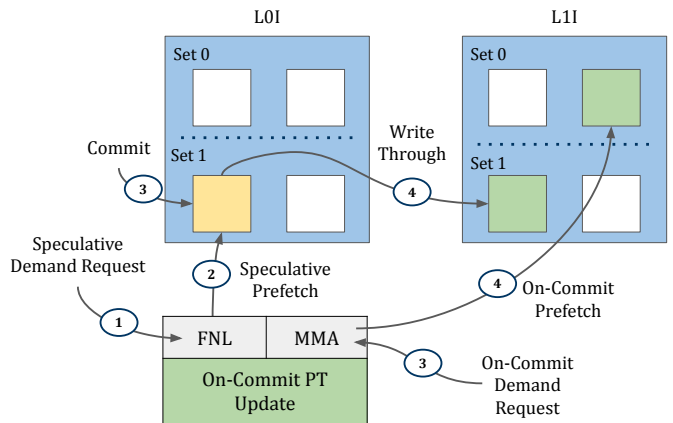 L0I
L1I
Set 0
Set 0
Commit
Set 1
Write
Through
Set 1
3
4
Speculative
Demand Request
2
Speculative
Prefetch
4
On-Commit
Prefetch
1
FNL
MMA
3
On-Commit
Demand
Request
On-Commit PT
Update